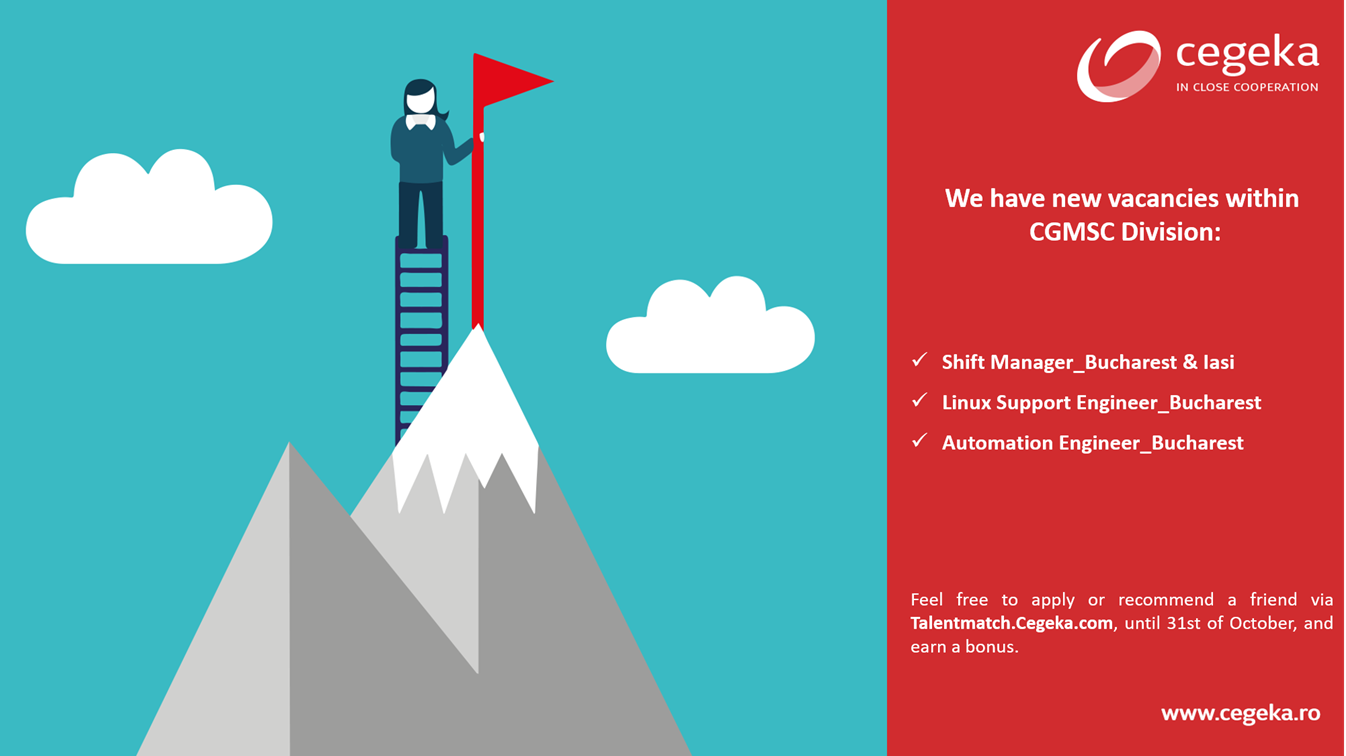 cegeka
IN CLOSE COOPERATION
We have new vacancies within
CGMSC Division:
✓ Shift Manager_Bucharest & Iasi
✓ Linux Support Engineer_Bucharest
✓ Automation Engineer_Bucharest
Feel free to apply or recommend a friend via
Talentmatch.Cegeka.com, until 31st of October, and
earn a bonus.
www.cegeka.ro